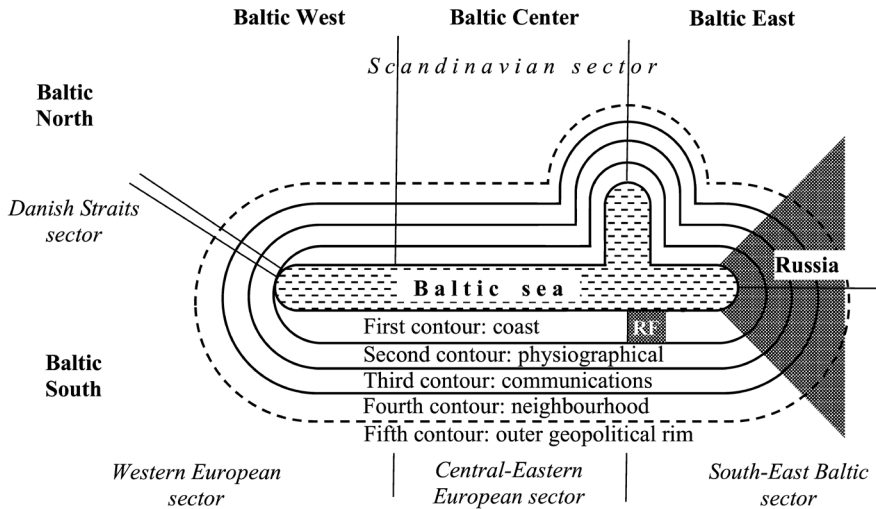 Baltic West
Baltic Center
Baltic East
Scandinavian sector
Baltic
North
Danish Straits
sector
Russia
Baltic sea
First contour: coast
RF
Second contour: physiographical
Baltic
South
Third contour: communications
Fourth contour: neighbourhood
Fifth contour: outer geopolitical rim
Western European
sector
Central-Eastern
European sector
South-East Baltic
sector